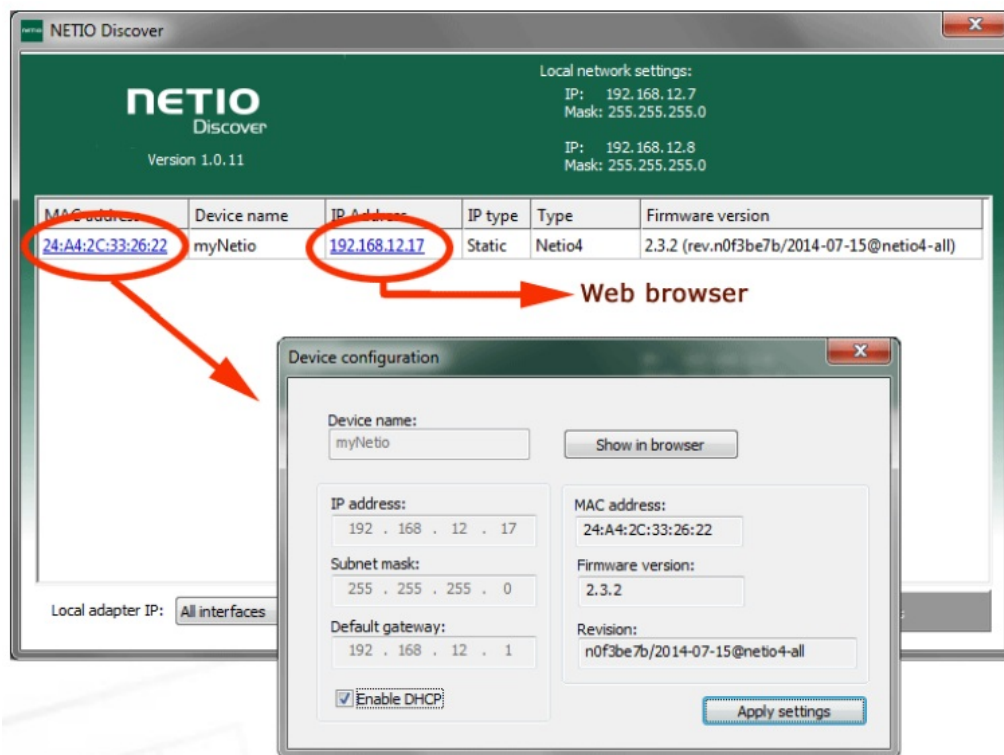 NETIO Discover
NETIO
Discover
Version 1.0.11
Local network settings:
IP: 192.168.12.7
Mask: 255.255.255.0
IP: 192.168.12.8
Mask: 255.255.255.0
MAC address Device name IP Address IP type Type Firmware version
24:A4:2C:33:26:22 myNetio 192.168.12.17 Static Netio4 2.3.2 (rev.n0f3be7b/2014-07-15@netio4-all)
Web browser
Device configuration
Device name:
myNetio
Show in browser
IP address:
192 . 168 . 12 . 17
Subnet mask:
255 . 255 . 255 . 0
Default gateway:
192 . 168 . 12 . 1
Enable DHCP
MAC address:
24:A4:2C:33:26:22
Firmware version:
2.3.2
Revision:
n0f3be7b/2014-07-15@netio4-all
Apply settings
Local adapter IP: All interfaces